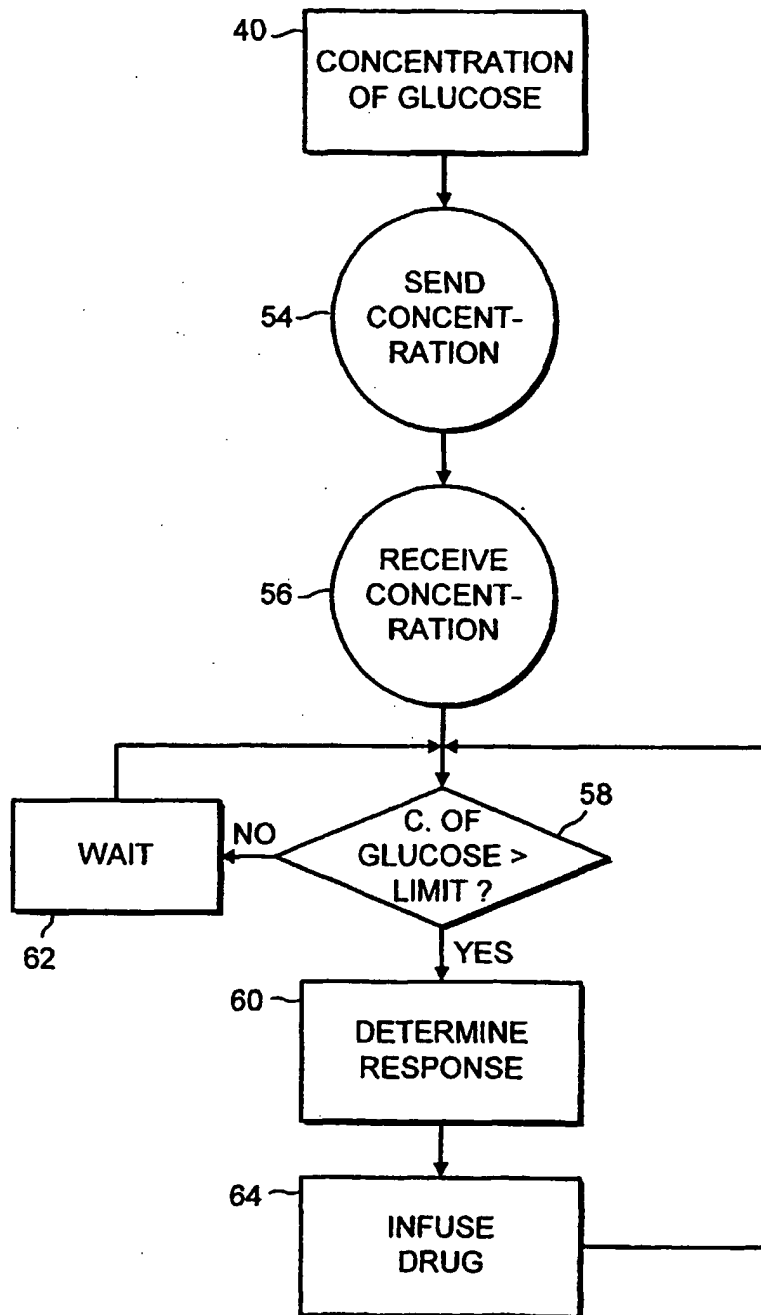 40
CONCENTRATION
OF GLUCOSE
54
SEND
CONCENT-
RATION
56
RECEIVE
CONCENT-
RATION
58
C. OF
GLUCOSE >
LIMIT ?
NO
WAIT
62
YES
60
DETERMINE
RESPONSE
64
INFUSE
DRUG